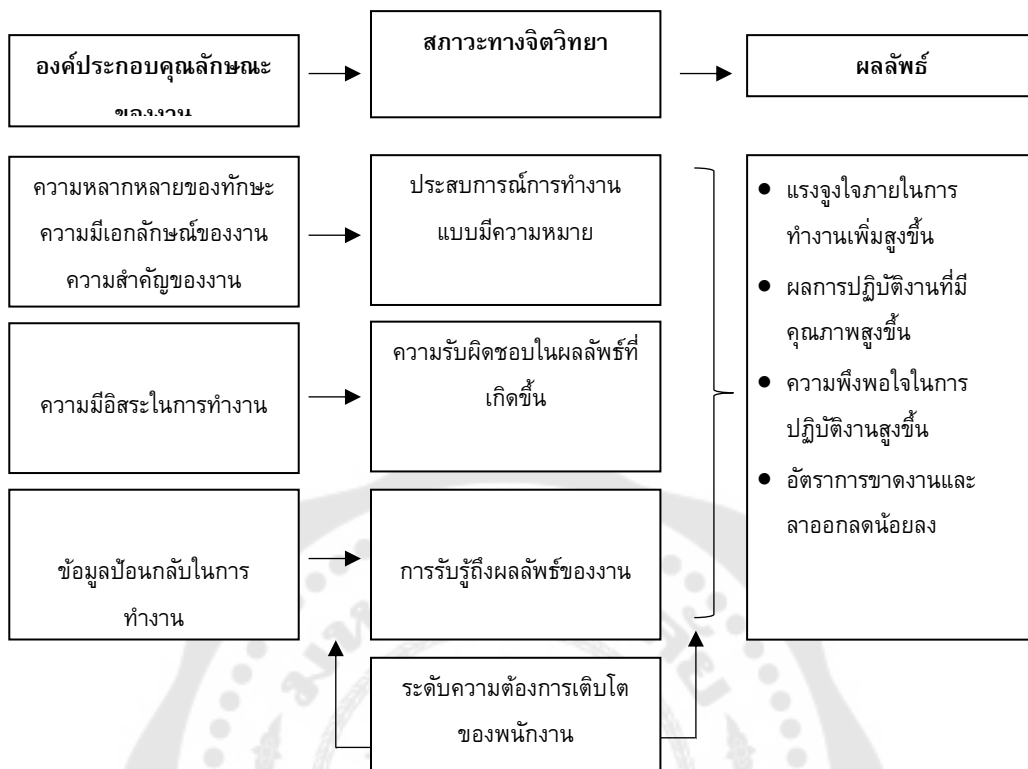 องค์ประกอบคุณลักษณะ
ของงาน
สภาวะทางจิตวิทยา
ผลลัพธ์
ความหลากหลายของทักษะ
ความมีเอกลักษณ์ของงาน
ความสำคัญของงาน
ประสบการณ์การทำงาน
แบบมีความหมาย
ความมีอิสระในการทำงาน
ความรับผิดชอบในผลลัพธ์ที่
เกิดขึ้น
ข้อมูลป้อนกลับในการ
ทำงาน
การรับรู้ถึงผลลัพธ์ของงาน
ระดับความต้องการเติบโต
ของพนักงาน
● แรงจูงใจภายในการ
ทำงานเพิ่มสูงขึ้น
● ผลการปฏิบัติงานที่มี
คุณภาพสูงขึ้น
● ความพึงพอใจในการ
ปฏิบัติงานสูงขึ้น
● อัตราการขาดงานและ
ลาออกลดน้อยลง